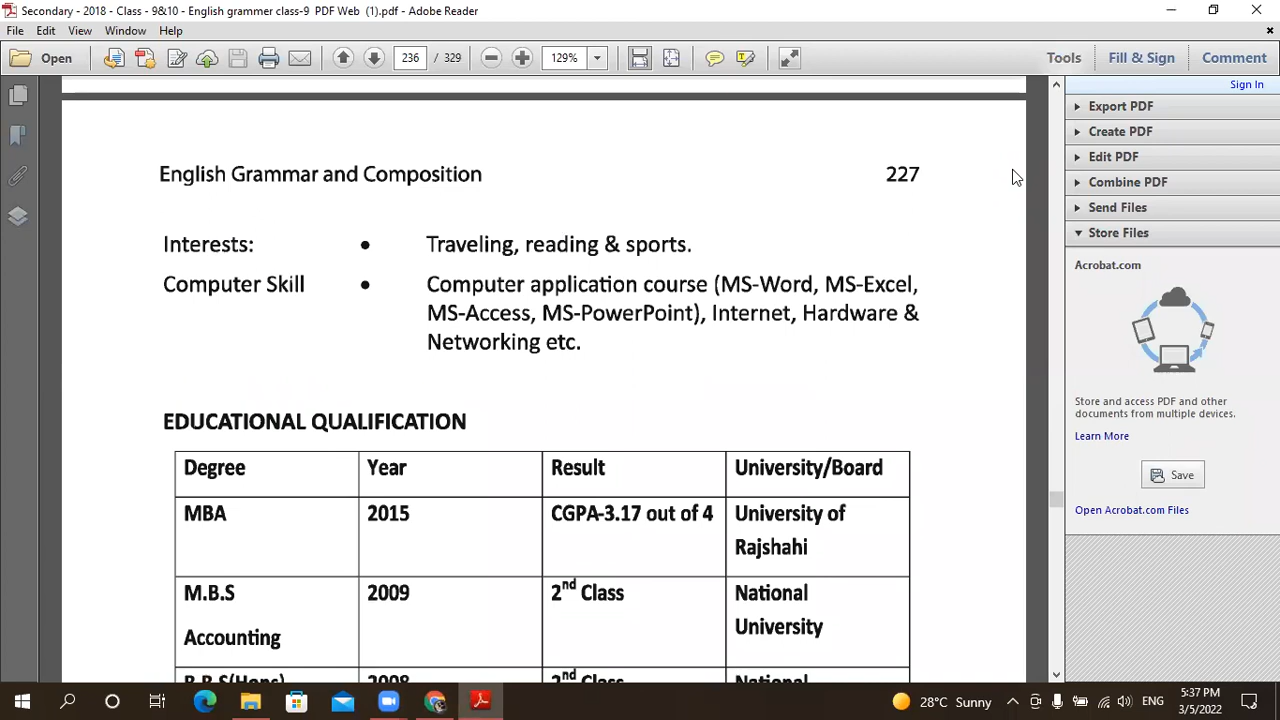 Secondary - 2018 - Class - 9&10 - English grammer class-9 PDF Web (1).pdf - Adobe Reader
File Edit View Window Help
Open 236 / 329 129% Tools Fill & Sign Comment
Sign In
Export PDF
Create PDF
Edit PDF
Combine PDF
Send Files
Store Files
Acrobat.com
Store and access PDF and other
documents from multiple devices.
Learn More
Save
Open Acrobat.com Files
English Grammar and Composition 227
Interests: • Traveling, reading & sports.
Computer Skill • Computer application course (MS-Word, MS-Excel,
MS-Access, MS-PowerPoint), Internet, Hardware &
Networking etc.
EDUCATIONAL QUALIFICATION
Degree Year Result University/Board
MBA 2015 CGPA-3.17 out of 4 University of
Rajshahi
M.B.S 2009 2nd Class National
Accounting University
B.B.S(Hons) 2008 2nd Class National
28°C Sunny ENG 5:37 PM
3/5/2022